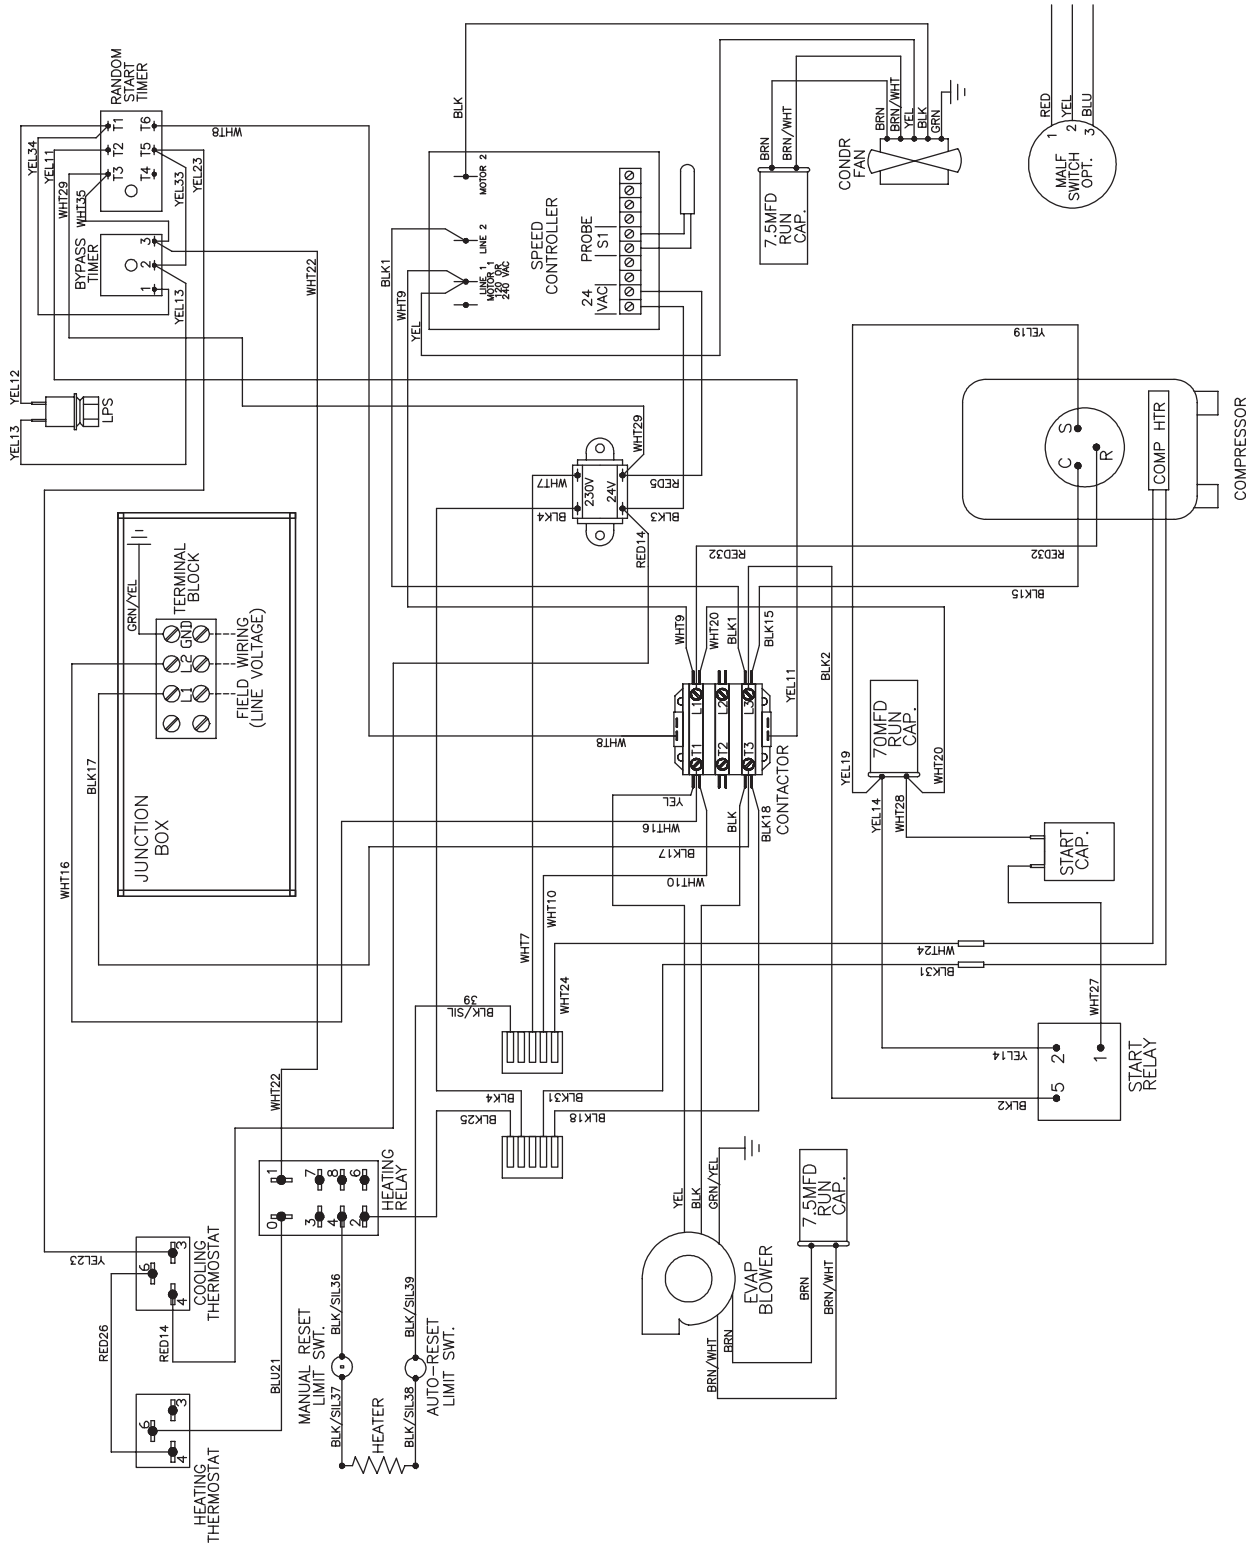 RANDOM
START
TIMER
T1
T2
T3
T6
T5
T4
YEL34
YEL11
WHT29
WHT35
WHT8
YEL33
YEL23
BYPASS
TIMER
1
2
3
YEL13
WHT22
YEL12
YEL13
LPS
BLK
MOTOR 2
LINE 2
LINE 1
MOTOR 1
120 OR
240 VAC
SPEED
CONTROLLER
PROBE
S1
24
VAC
BLK1
WHT9
YEL
BRN
BRN/WHT
7.5MFD
RUN
CAP.
BRN
BRN/WHT
YEL
BLK
GRN
CONDR
FAN
RED
YEL
BLU
1
2
3
MALF
SWITCH
OPT.
YEL19
C
S
R
COMP HTR
COMPRESSOR
WHT29
WHT7
230V
24V
RED5
BLK4
BLK3
RED14
RED32
RED32
BLK15
GRN/YEL
TERMINAL
BLOCK
L1
L2
GND
FIELD WIRING
(LINE VOLTAGE)
JUNCTION
BOX
BLK17
WHT16
WHT9
WHT20
BLK1
BLK15
BLK2
YEL11
WHT8
L1
L2
L3
T1
T2
T3
CONTACTOR
YEL
WHT16
BLK17
WHT10
BLK
BLK18
70MFD
RUN
CAP.
YEL19
WHT20
YEL14
WHT28
START
CAP.
WHT7
WHT10
WHT24
WHT24
BLK31
WHT27
BLK/SIL
39
BLK4
BLK25
BLK31
BLK18
YEL14
BLK2
2
5
1
START
RELAY
WHT22
0
1
3
7
4
8
2
6
HEATING
RELAY
YEL23
6
3
4
COOLING
THERMOSTAT
RED26
RED14
BLU21
6
3
4
HEATING
THERMOSTAT
BLK/SIL36
MANUAL RESET
LIMIT SWT.
BLK/SIL37
BLK/SIL39
AUTO-RESET
LIMIT SWT.
BLK/SIL38
HEATER
YEL
BLK
GRN/YEL
EVAP
BLOWER
7.5MFD
RUN
CAP.
BRN
BRN/WHT
BRN
BRN/WHT